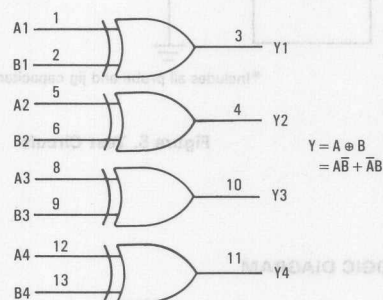 A1 1
3 Y1
B1 2
*Includes all probe and jig capacitance
A2 5
4 Y2
B2 6
Figure 5. Test Circuit
Y = A ⊕ B
= AB̅ + A̅B
A3 8
10 Y3
B3 9
A4 12
11 Y4
LOGIC DIAGRAM
B4 13